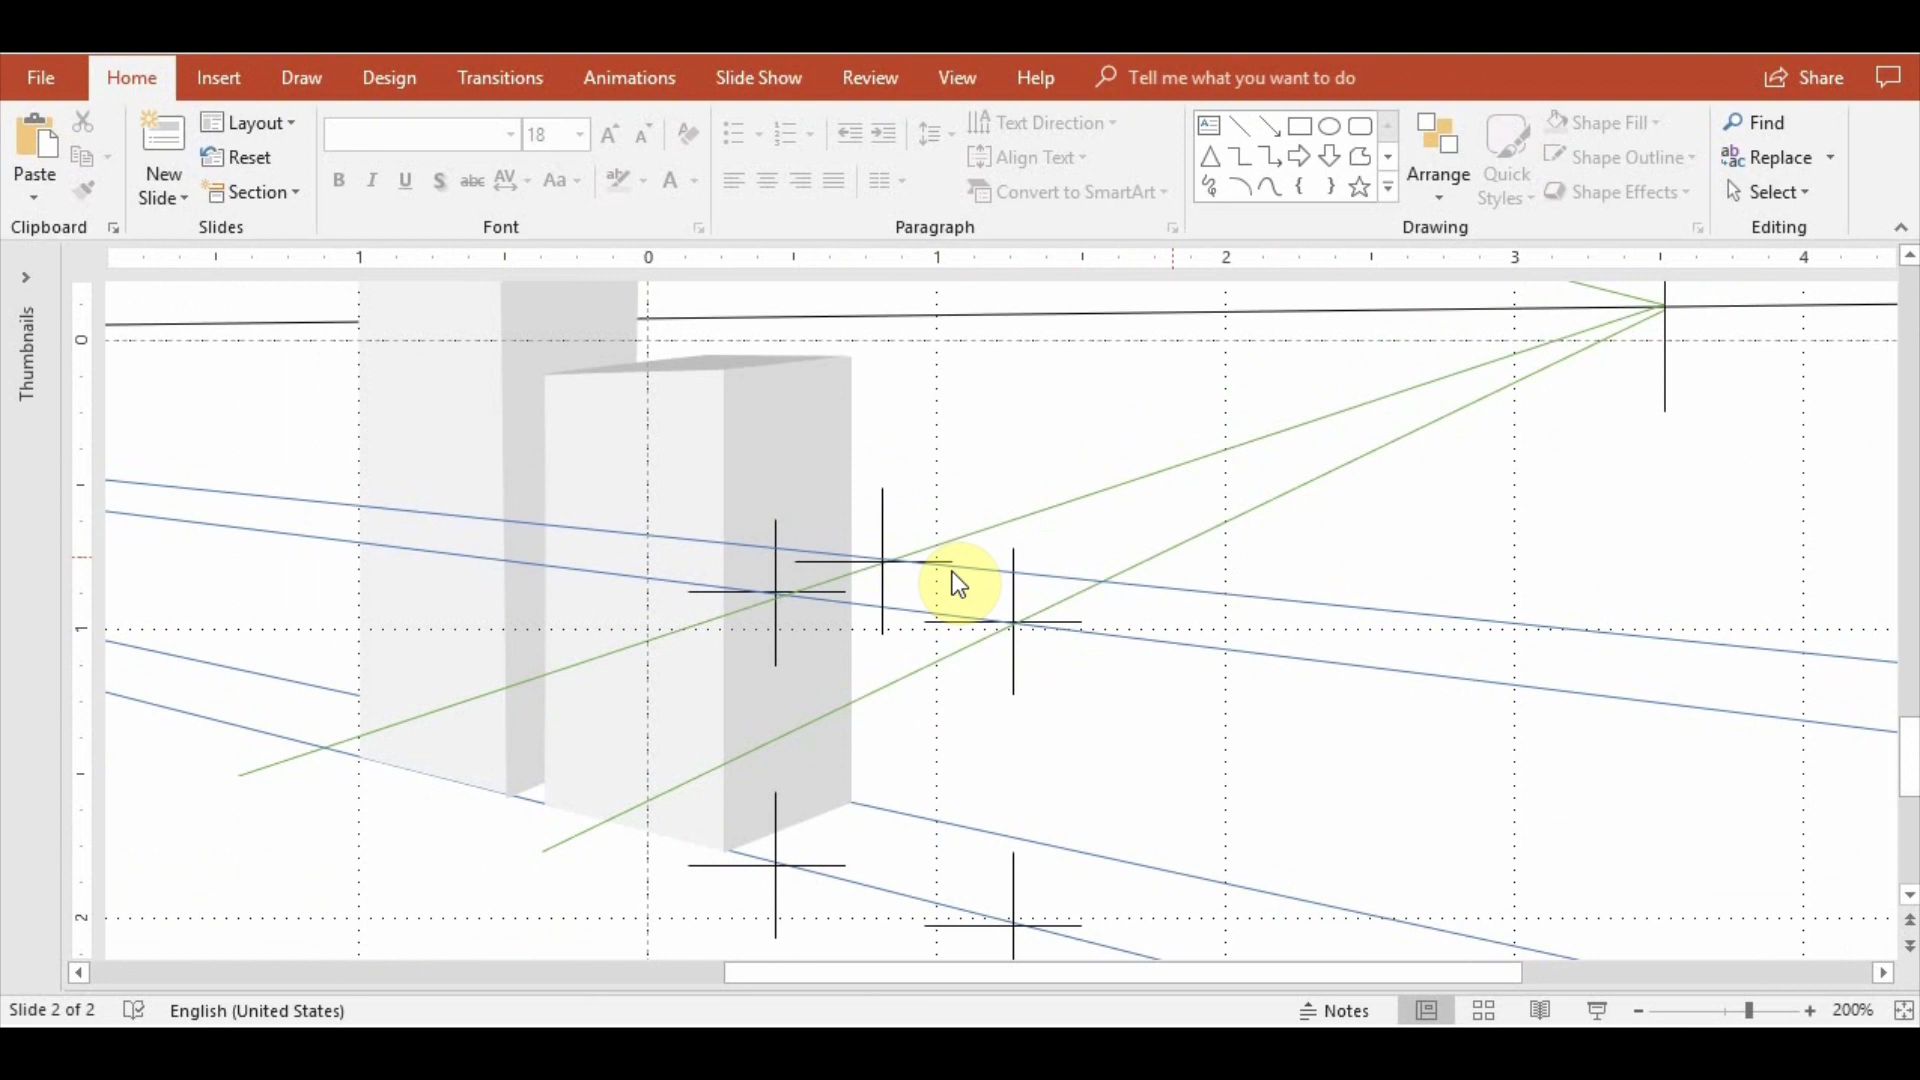 File Home Insert Draw Design Transitions Animations Slide Show Review View Help Tell me what you want to do Share
Paste
New
Slide
Layout
Reset
Section
18
A A
B I U S abc AV Aa A
Text Direction
Align Text
Convert to SmartArt
Arrange
Quick
Styles
Shape Fill
Shape Outline
Shape Effects
Find
Replace
Select
Clipboard Slides Font Paragraph Drawing Editing
1 0 1 2 3 4
Thumbnails
0
1
2
Slide 2 of 2 English (United States) Notes 200%